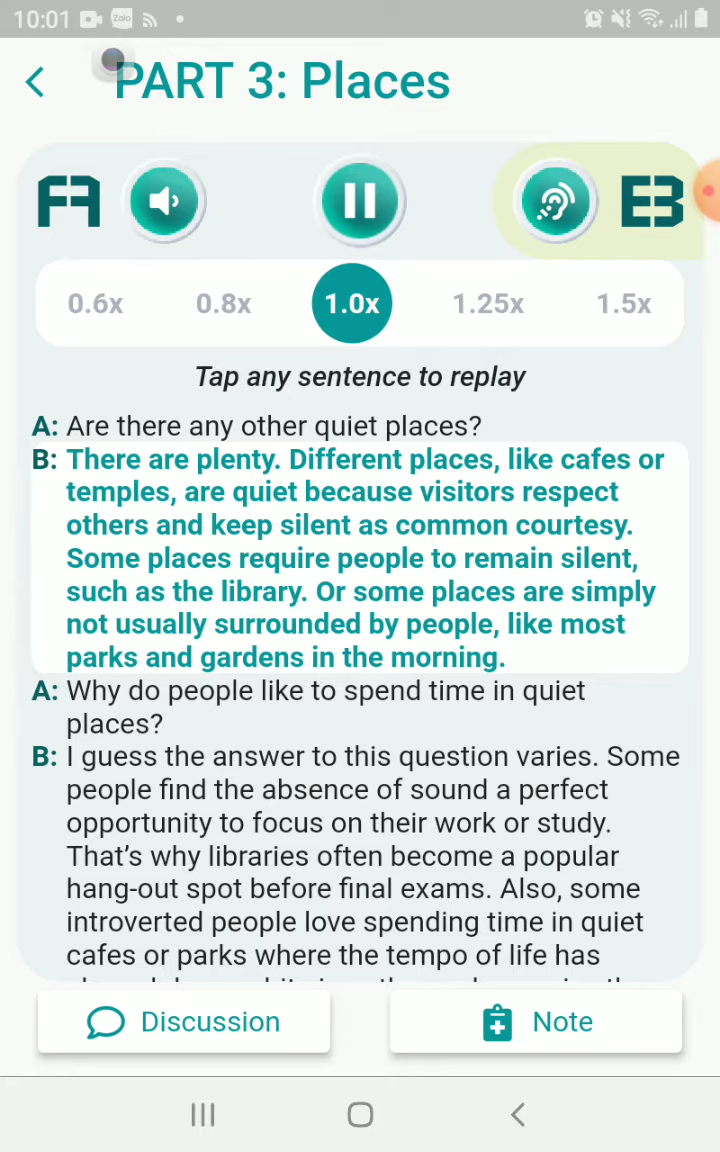 10:01 Zalo
PART 3: Places
0.6x 0.8x 1.0x 1.25x 1.5x
Tap any sentence to replay
A: Are there any other quiet places?
B: There are plenty. Different places, like cafes or
temples, are quiet because visitors respect
others and keep silent as common courtesy.
Some places require people to remain silent,
such as the library. Or some places are simply
not usually surrounded by people, like most
parks and gardens in the morning.
A: Why do people like to spend time in quiet
places?
B: I guess the answer to this question varies. Some
people find the absence of sound a perfect
opportunity to focus on their work or study.
That’s why libraries often become a popular
hang-out spot before final exams. Also, some
introverted people love spending time in quiet
cafes or parks where the tempo of life has
Discussion Note